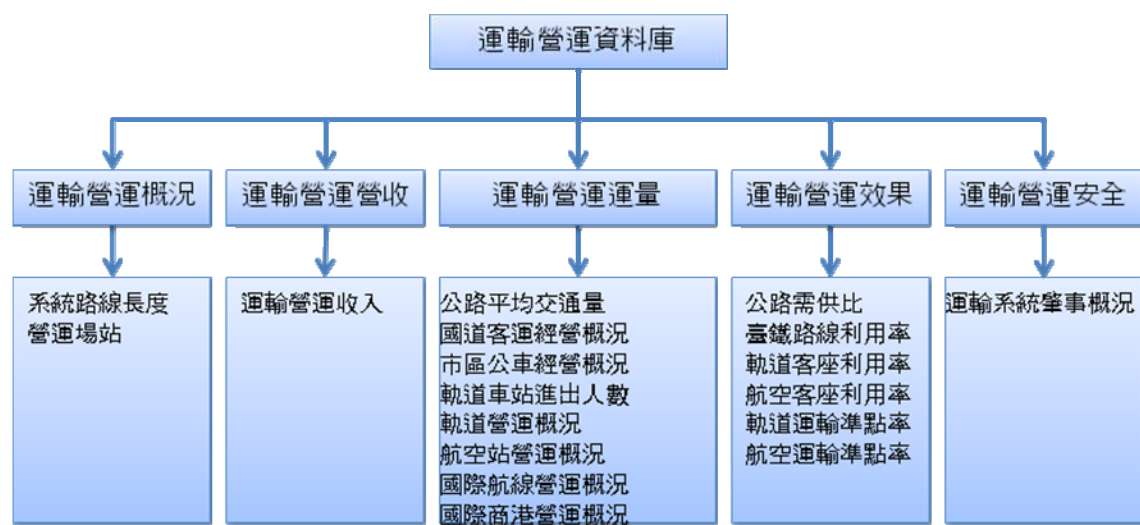 運輸營運資料庫
運輸營運概況
運輸營運營收
運輸營運運量
運輸營運效果
運輸營運安全
系統路線長度
營運場站
運輸營運收入
公路平均交通量
國道客運經營概況
市區公車經營概況
軌道車站進出人數
軌道營運概況
航空站營運概況
國際航線營運概況
國際商港營運概況
公路需供比
臺鐵路線利用率
軌道客座利用率
航空客座利用率
軌道運輸準點率
航空運輸準點率
運輸系統肇事概況